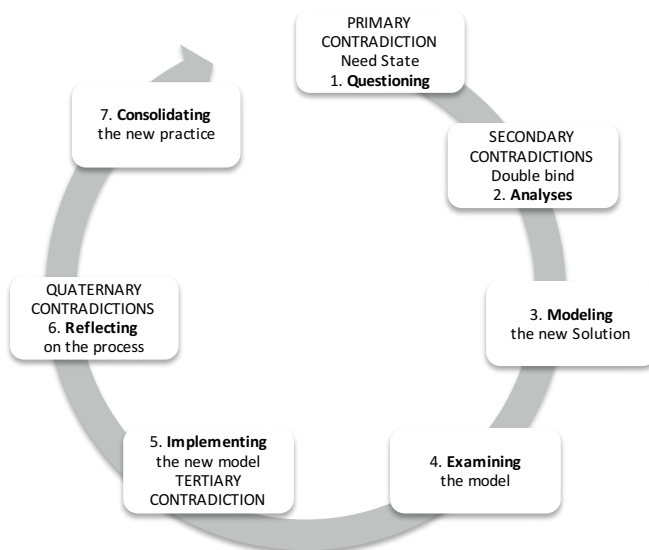 PRIMARY
CONTRADICTION
Need State
1. Questioning
SECONDARY
CONTRADICTIONS
Double bind
2. Analyses
3. Modeling
the new Solution
4. Examining
the model
5. Implementing
the new model
TERTIARY
CONTRADICTION
QUATERNARY
CONTRADICTIONS
6. Reflecting
on the process
7. Consolidating
the new practice